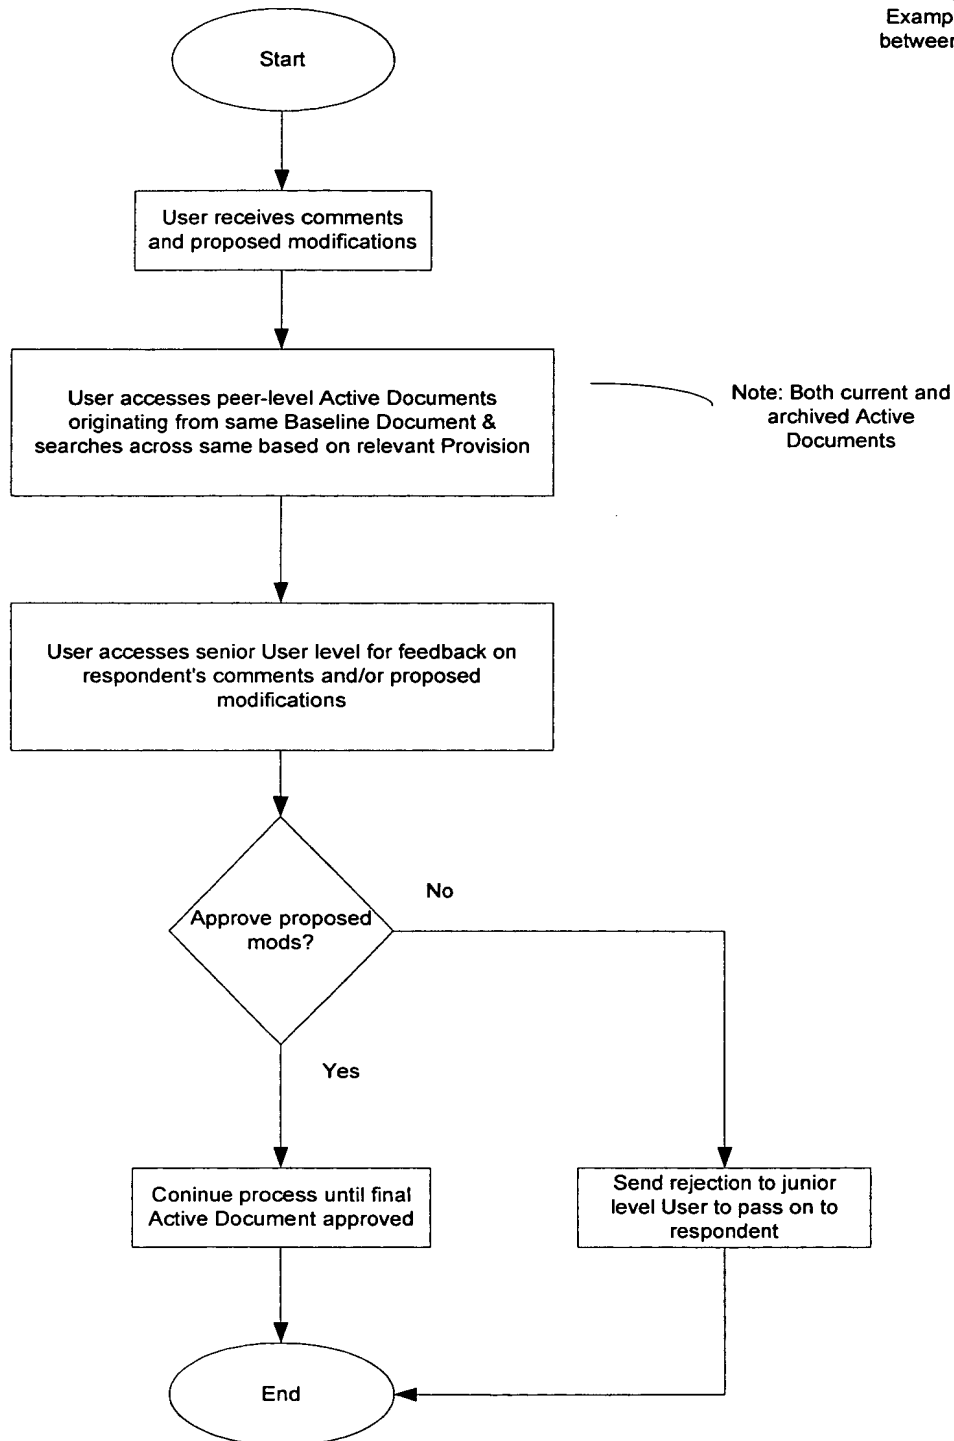 Start
User receives comments
and proposed modifications
User accesses peer-level Active Documents
originating from same Baseline Document &
searches across same based on relevant Provision
Note: Both current and
archived Active
Documents
User accesses senior User level for feedback on
respondent's comments and/or proposed
modifications
Approve proposed
mods?
No
Yes
Coninue process until final
Active Document approved
Send rejection to junior
level User to pass on to
respondent
End